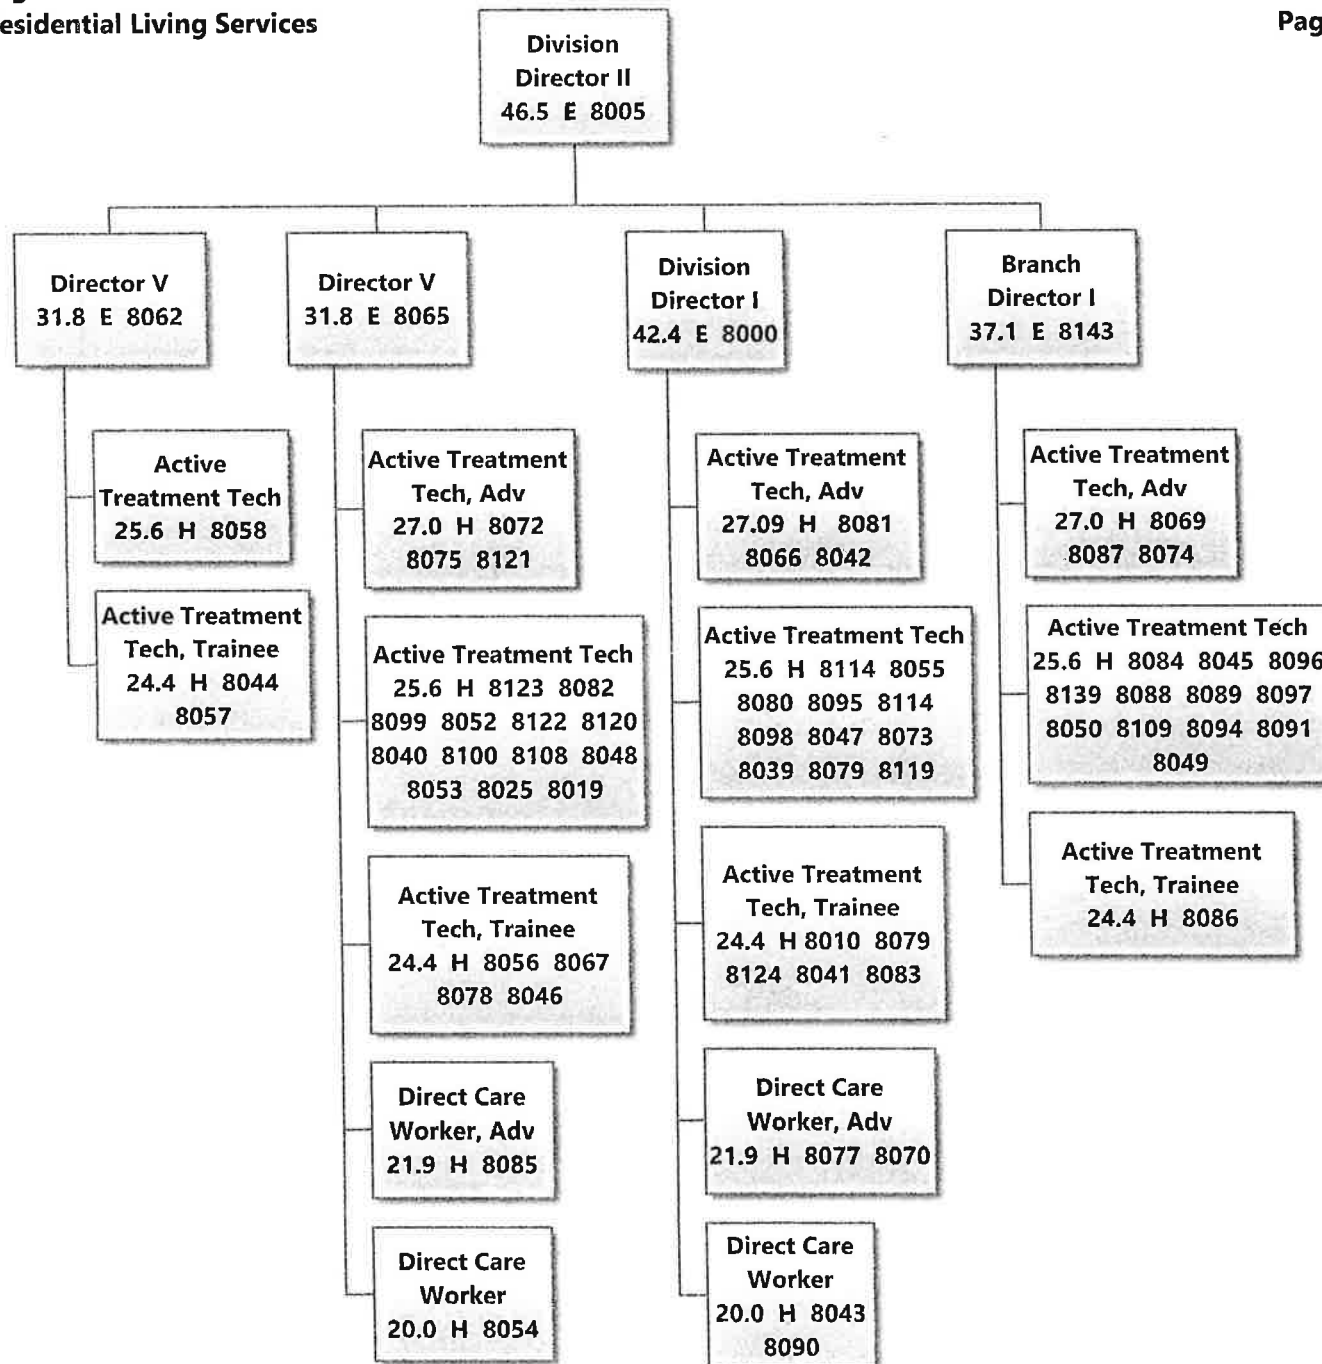 esidential Living Services
Pag
Division
Director II
46.5 E 8005
Director V
31.8 E 8062
Director V
31.8 E 8065
Division
Director I
42.4 E 8000
Branch
Director I
37.1 E 8143
Active
Treatment Tech
25.6 H 8058
Active Treatment
Tech, Trainee
24.4 H 8044
8057
Active Treatment
Tech, Adv
27.0 H 8072
8075 8121
Active Treatment Tech
25.6 H 8123 8082
8099 8052 8122 8120
8040 8100 8108 8048
8053 8025 8019
Active Treatment
Tech, Trainee
24.4 H 8056 8067
8078 8046
Direct Care
Worker, Adv
21.9 H 8085
Direct Care
Worker
20.0 H 8054
Active Treatment
Tech, Adv
27.09 H 8081
8066 8042
Active Treatment Tech
25.6 H 8114 8055
8080 8095 8114
8098 8047 8073
8039 8079 8119
Active Treatment
Tech, Trainee
24.4 H 8010 8079
8124 8041 8083
Direct Care
Worker, Adv
21.9 H 8077 8070
Direct Care
Worker
20.0 H 8043
8090
Active Treatment
Tech, Adv
27.0 H 8069
8087 8074
Active Treatment Tech
25.6 H 8084 8045 8096
8139 8088 8089 8097
8050 8109 8094 8091
8049
Active Treatment
Tech, Trainee
24.4 H 8086